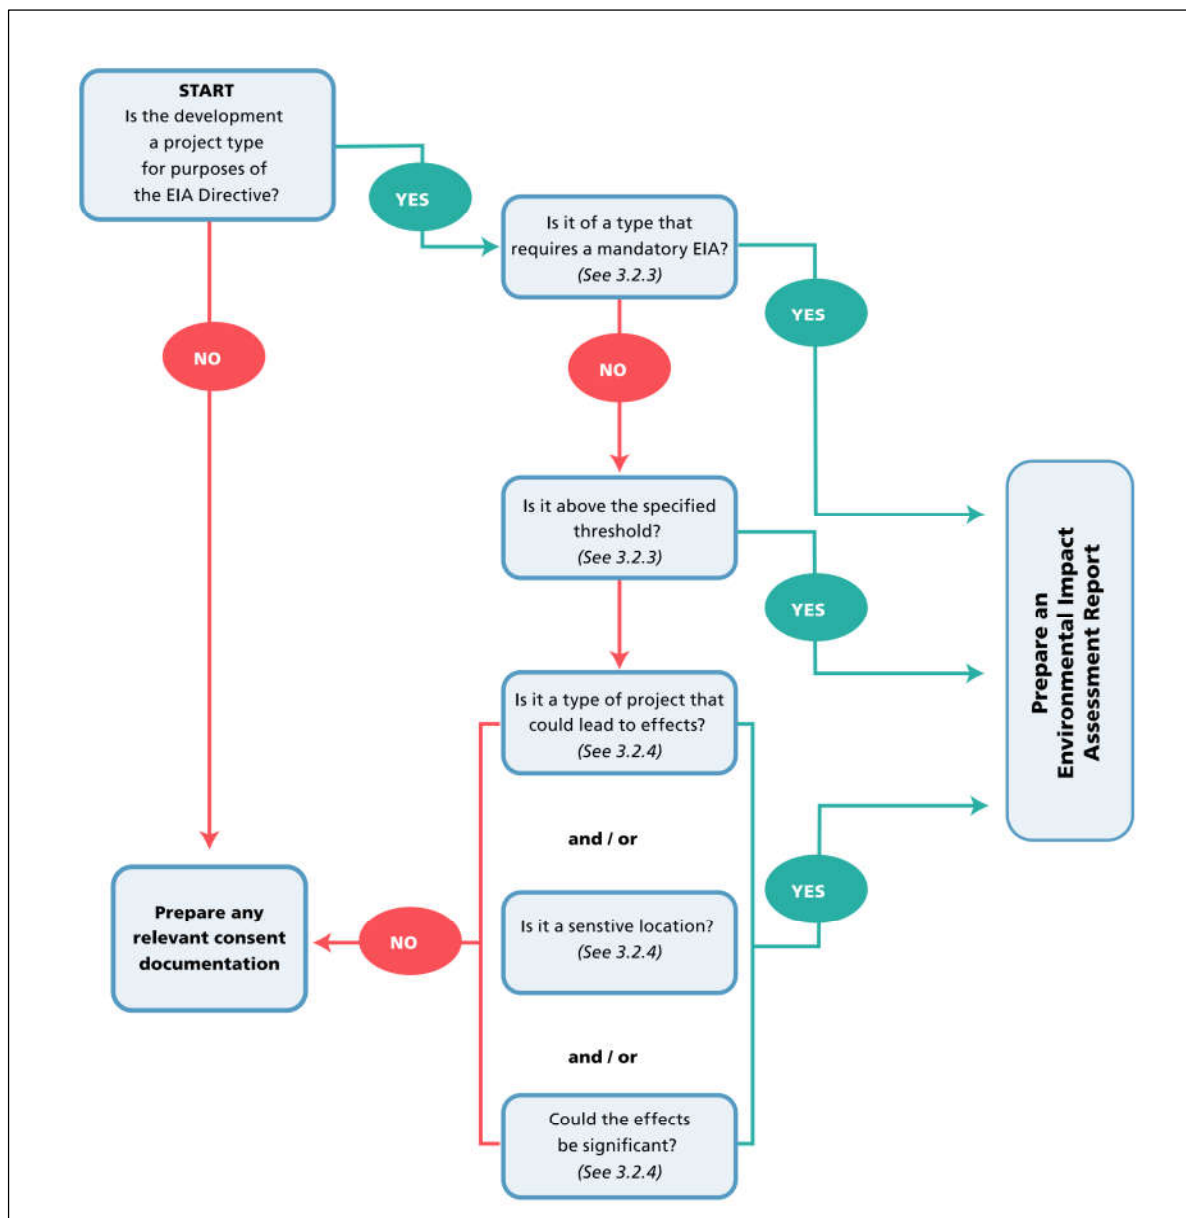 START
Is the development
a project type
for purposes of
the EIA Directive?
YES
Is it of a type that
requires a mandatory EIA?
(See 3.2.3)
YES
NO
NO
Is it above the specified
threshold?
(See 3.2.3)
YES
Prepare an
Environmental Impact
Assessment Report
Is it a type of project that
could lead to effects?
(See 3.2.4)
and / or
YES
Prepare any
relevant consent
documentation
NO
Is it a senstive location?
(See 3.2.4)
and / or
Could the effects
be significant?
(See 3.2.4)